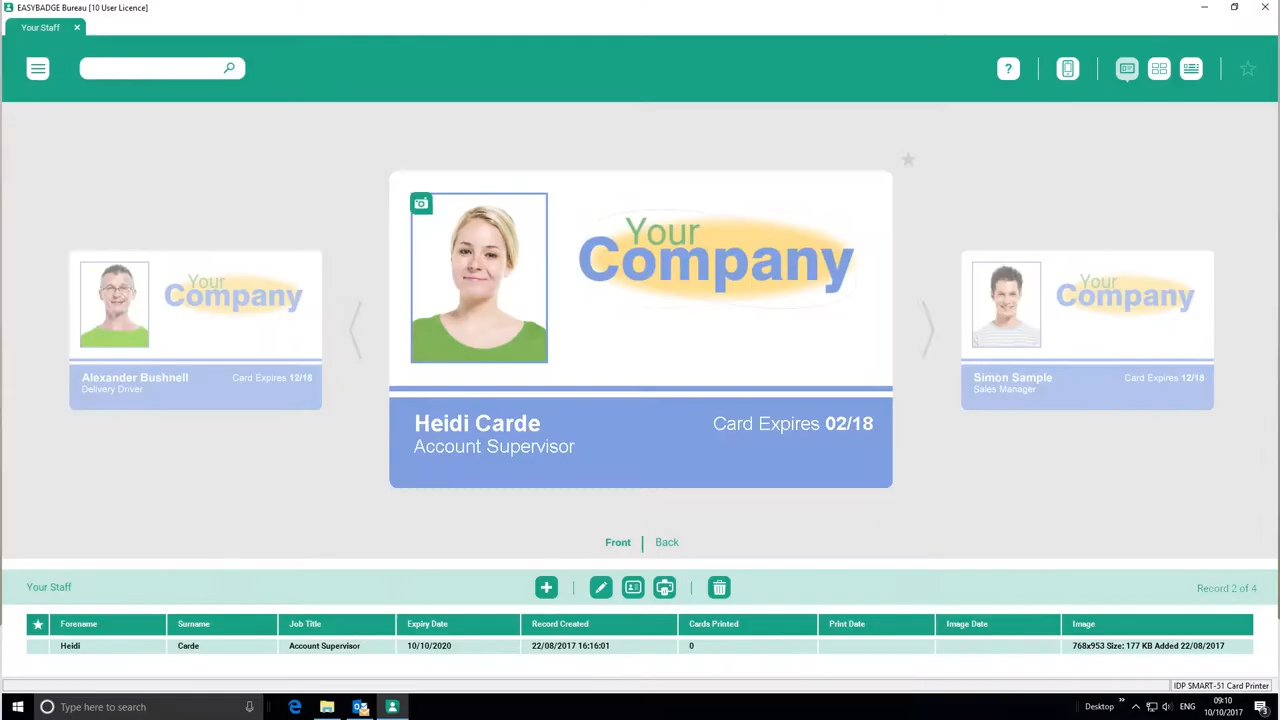 EASYBADGE Bureau [10 User Licence]
Your Staff
?
Your
Company
Alexander Bushnell
Delivery Driver
Card Expires 12/18
Your
Company
Heidi Carde
Account Supervisor
Card Expires 02/18
Your
Company
Simon Sample
Sales Manager
Card Expires 12/18
Front | Back
Your Staff
Record 2 of 4
Forename Surname Job Title Expiry Date Record Created Cards Printed Print Date Image Date Image
Heidi Carde Account Supervisor 10/10/2020 22/08/2017 16:16:01 0 768x953 Size: 177 KB Added 22/08/2017
IDP SMART-51 Card Printer
Type here to search
Desktop
ENG
09:10
10/10/2017
3